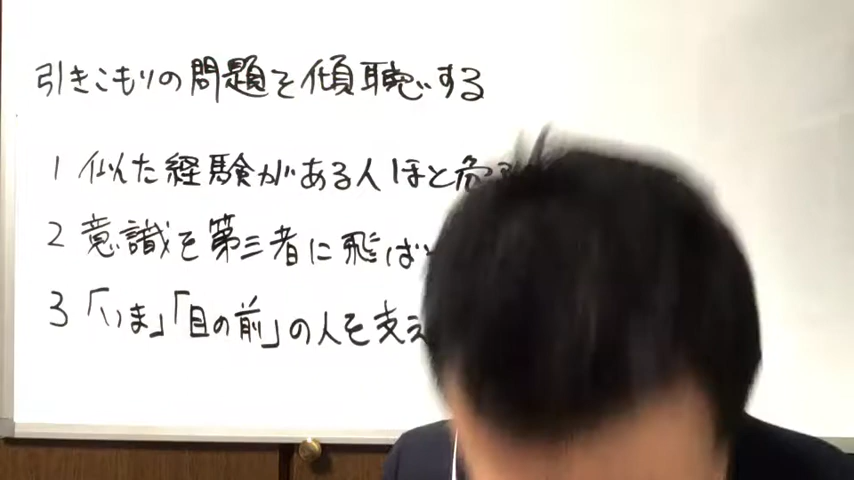 引きこもりの問題を傾聴する
1 似た経験がある人ほど危
2 意識を第三者に飛ば
3 「いま」「目の前」の人を支え